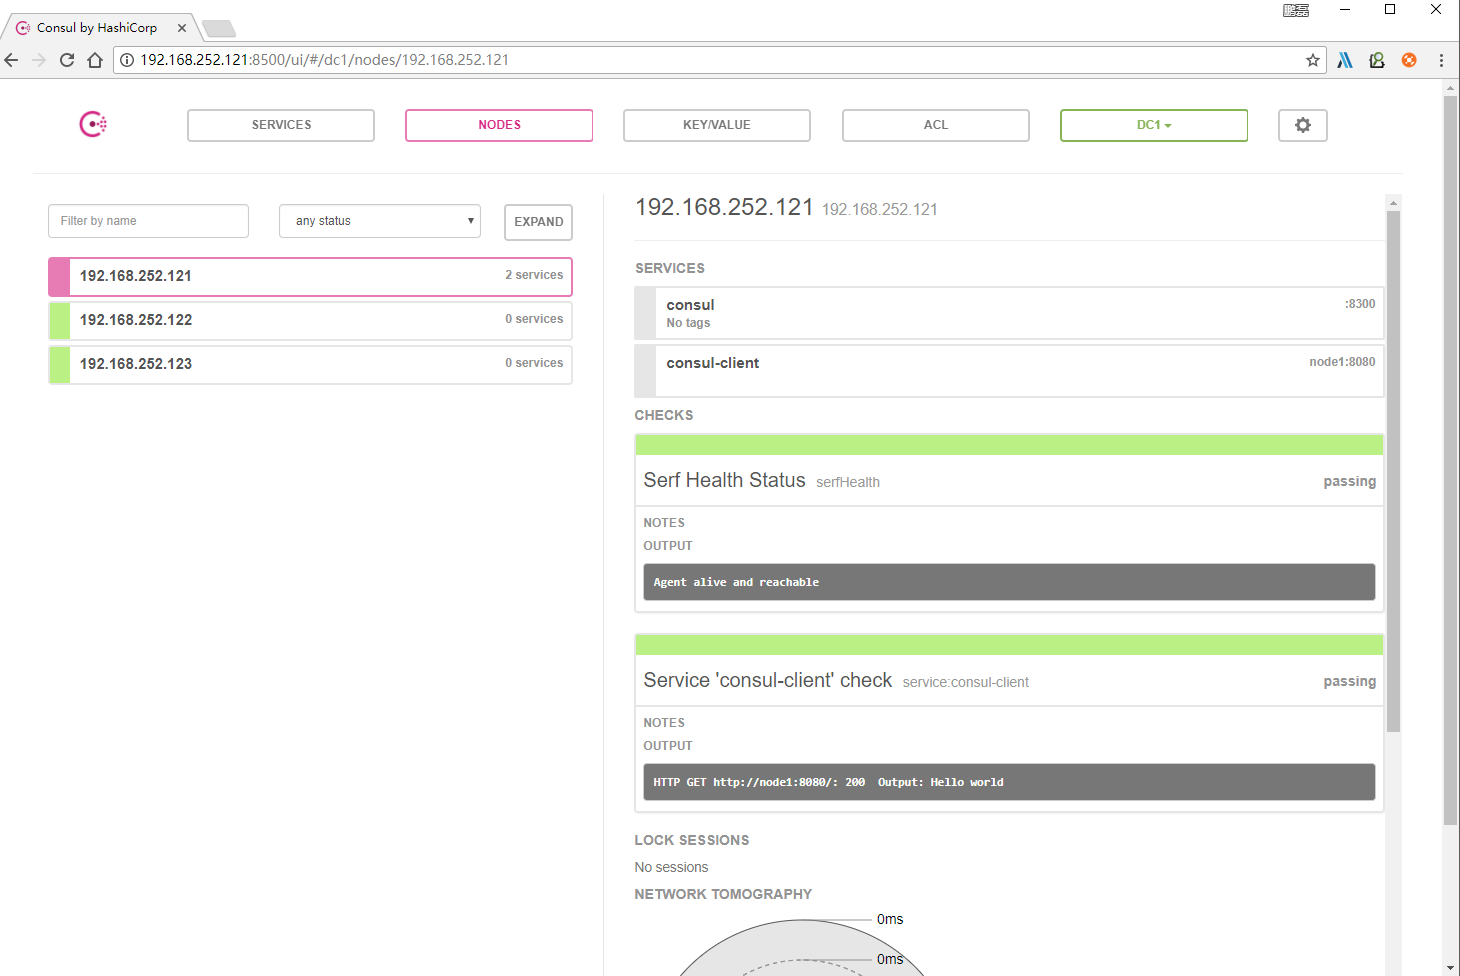 鹏磊
Consul by HashiCorp
192.168.252.121:8500/ui/#/dc1/nodes/192.168.252.121
SERVICES
NODES
KEY/VALUE
ACL
DC1
Filter by name
any status
EXPAND
192.168.252.121 2 services
192.168.252.122 0 services
192.168.252.123 0 services
192.168.252.121 192.168.252.121
SERVICES
consul :8300
No tags
consul-client node1:8080
CHECKS
Serf Health Status serfHealth passing
NOTES
OUTPUT
Agent alive and reachable
Service 'consul-client' check service:consul-client passing
NOTES
OUTPUT
HTTP GET http://node1:8080/: 200 Output: Hello world
LOCK SESSIONS
No sessions
NETWORK TOMOGRAPHY
0ms
0ms